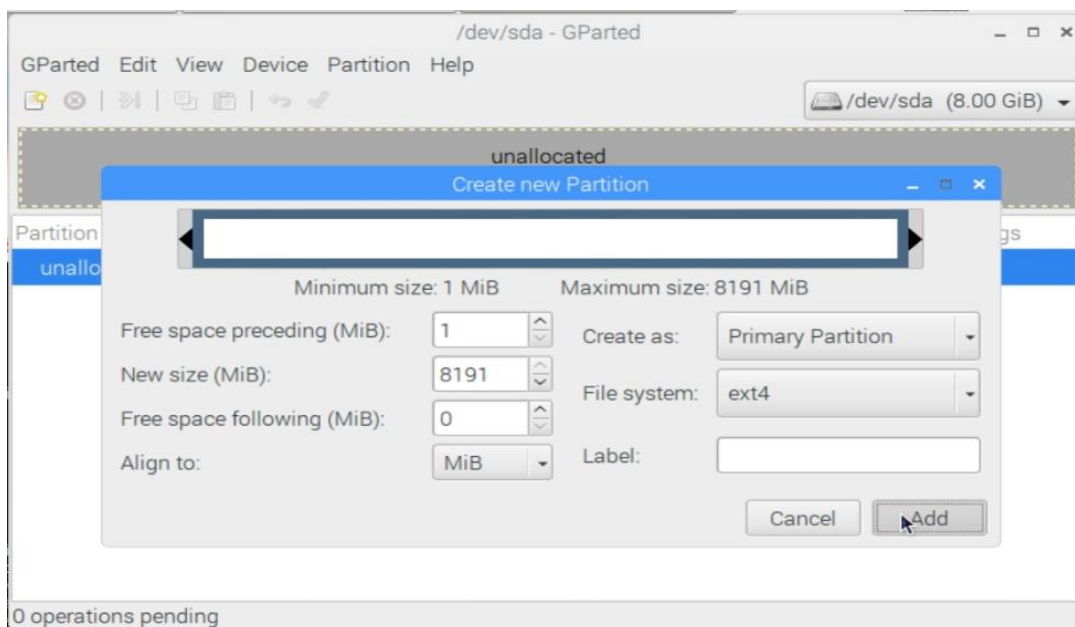 /dev/sda - GParted
GParted Edit View Device Partition Help
/dev/sda (8.00 GiB)
unallocated
Create new Partition
Partition
gs
unallo
Minimum size: 1 MiB Maximum size: 8191 MiB
Free space preceding (MiB): 1
Create as: Primary Partition
New size (MiB): 8191
File system: ext4
Free space following (MiB): 0
Label:
Align to: MiB
Cancel Add
0 operations pending